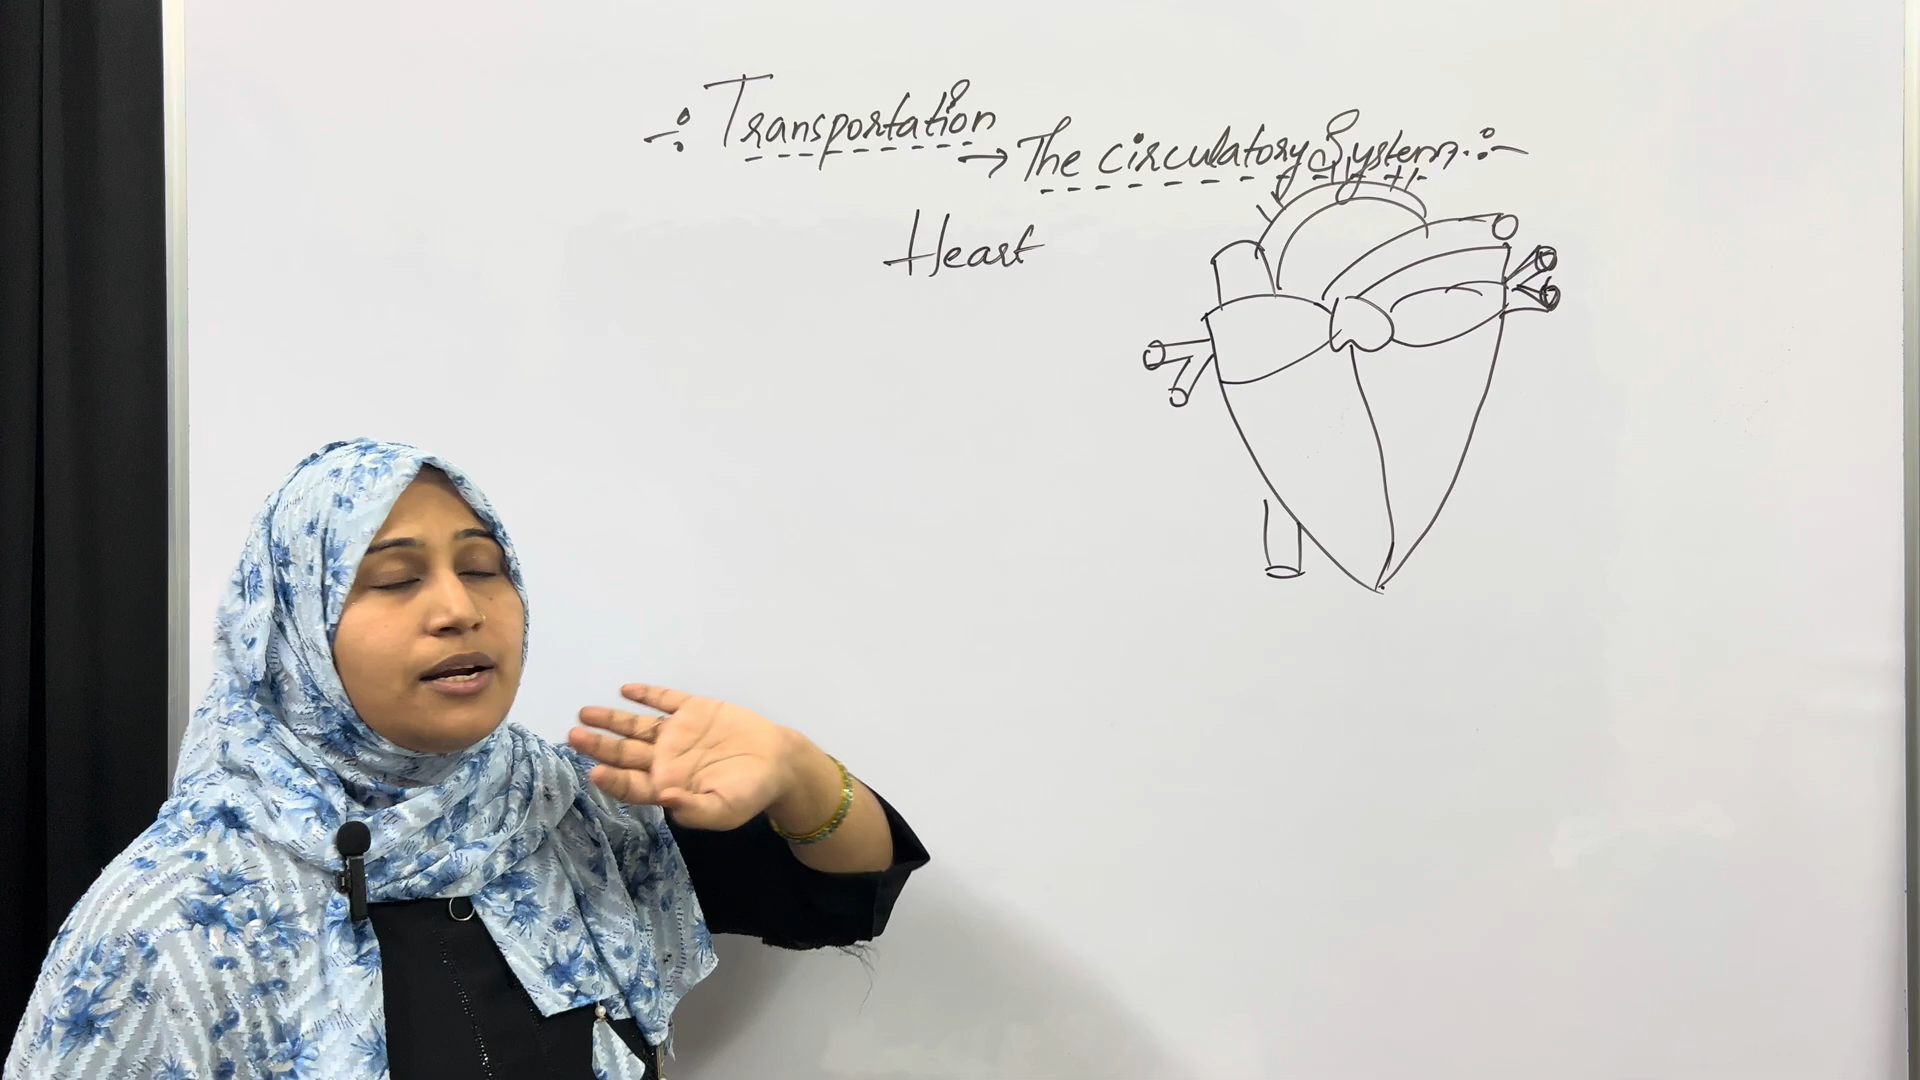 Transportation
→ The circulatory System
Heart